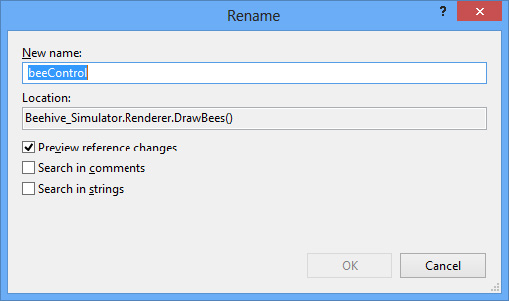 Rename
?
New name:
beeControl
Location:
Beehive_Simulator.Renderer.DrawBees()
Preview reference changes
Search in comments
Search in strings
OK Cancel